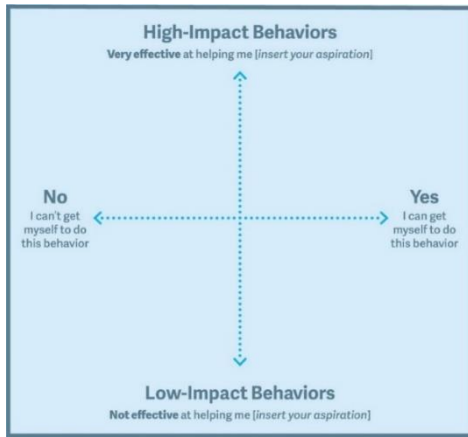 High-Impact Behaviors
Very effective at helping me [insert your aspiration]
No
I can't get
myself to do
this behavior
Yes
I can get
myself to do
this behavior
Low-Impact Behaviors
Not effective at helping me [insert your aspiration]